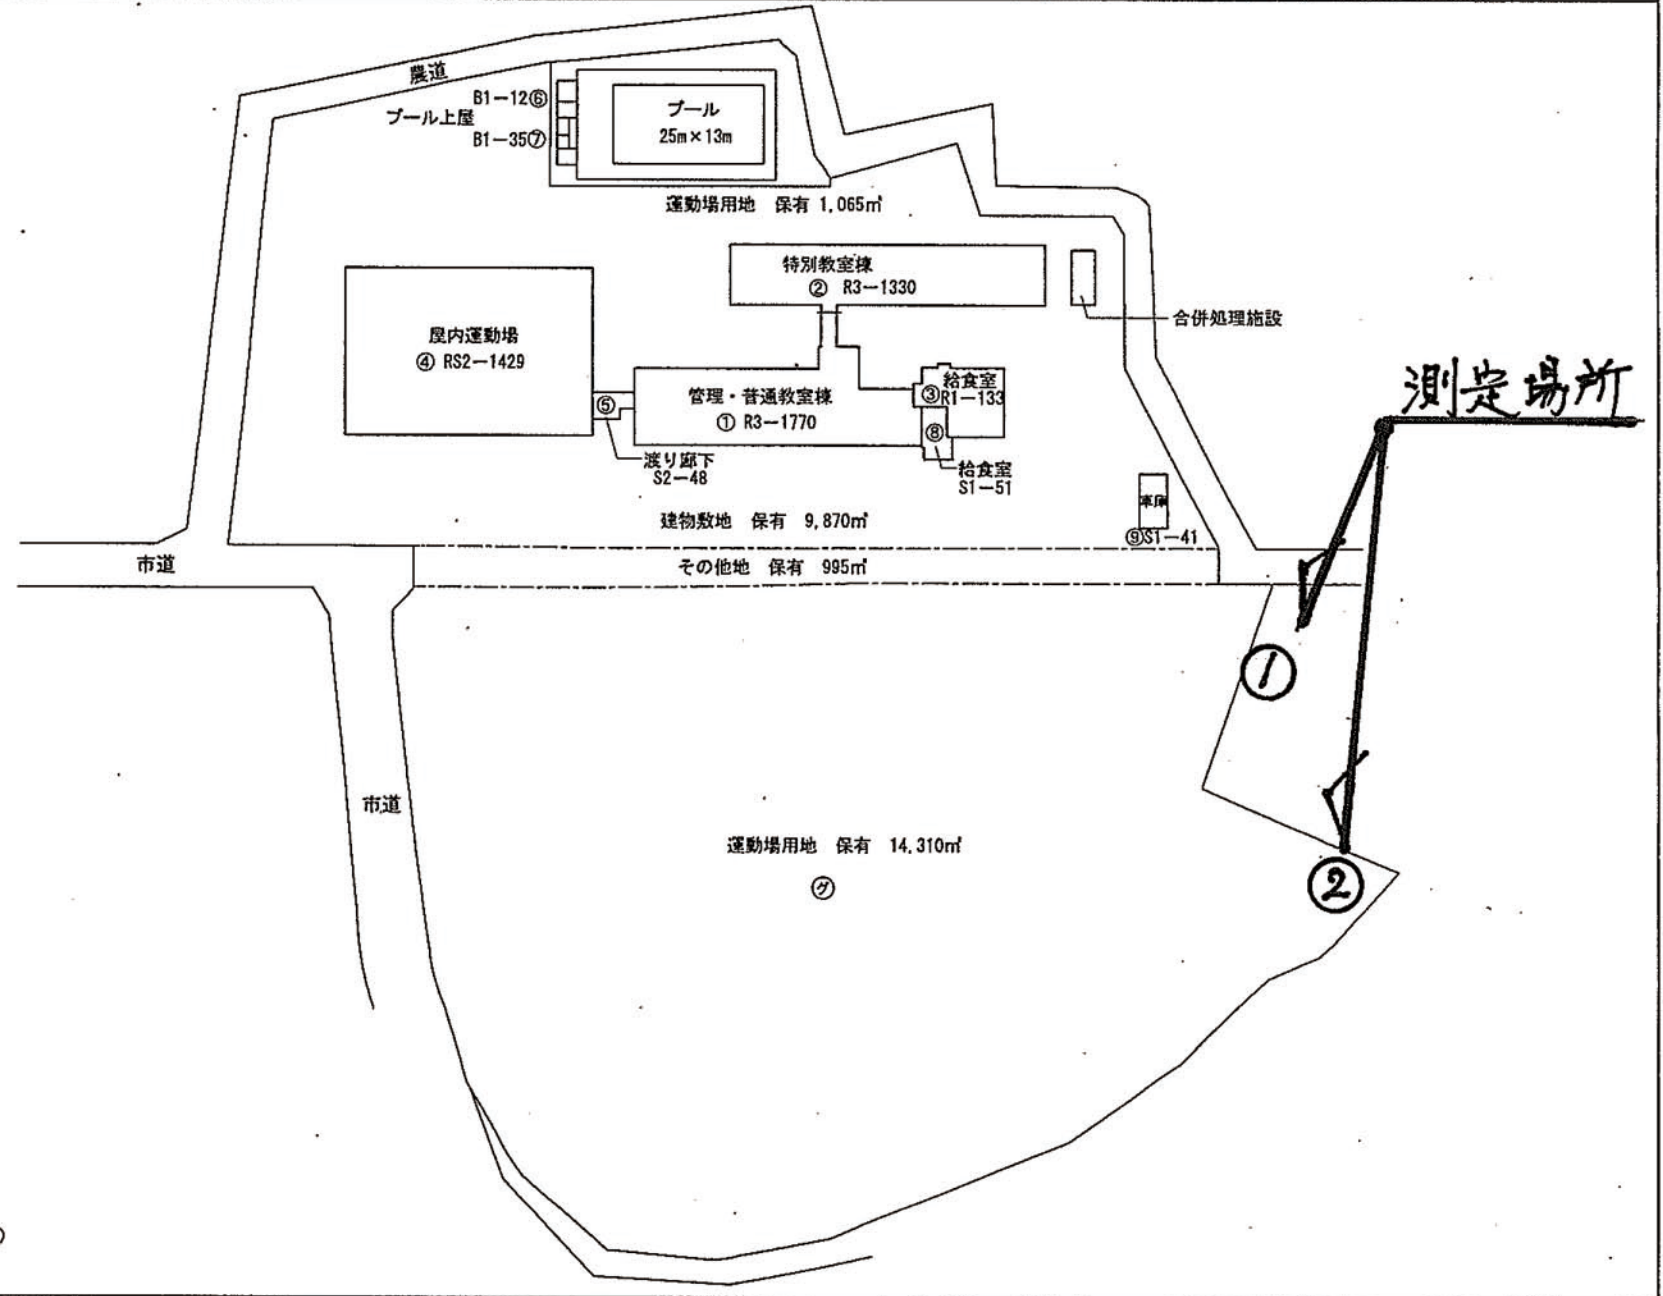 農道
B1-12⑥
プール上屋
B1-35⑦
プール
25m×13m
運動場用地 保有 1,065㎡
特別教室棟
② R3-1330
合併処理施設
屋内運動場
④ RS2-1429
⑤
渡り廊下
S2-48
管理・普通教室棟
① R3-1770
給食室
③R1-133
⑧
給食室
S1-51
測定場所
車庫
⑨S1-41
建物敷地 保有 9,870㎡
市道
その他地 保有 995㎡
①
市道
運動場用地 保有 14,310㎡
グ
②